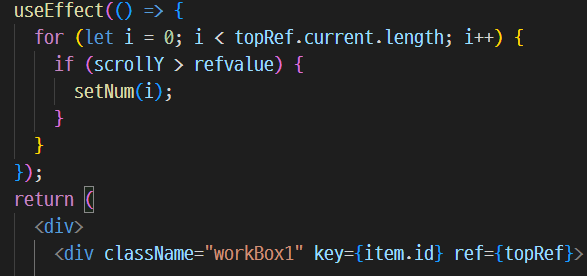 useEffect(() => {
for (let i = 0; i < topRef.current.length; i++) {
if (scrollY > refvalue) {
setNum(i);
}
}
});
return (
<div>
<div className="workBox1" key={item.id} ref={topRef}>